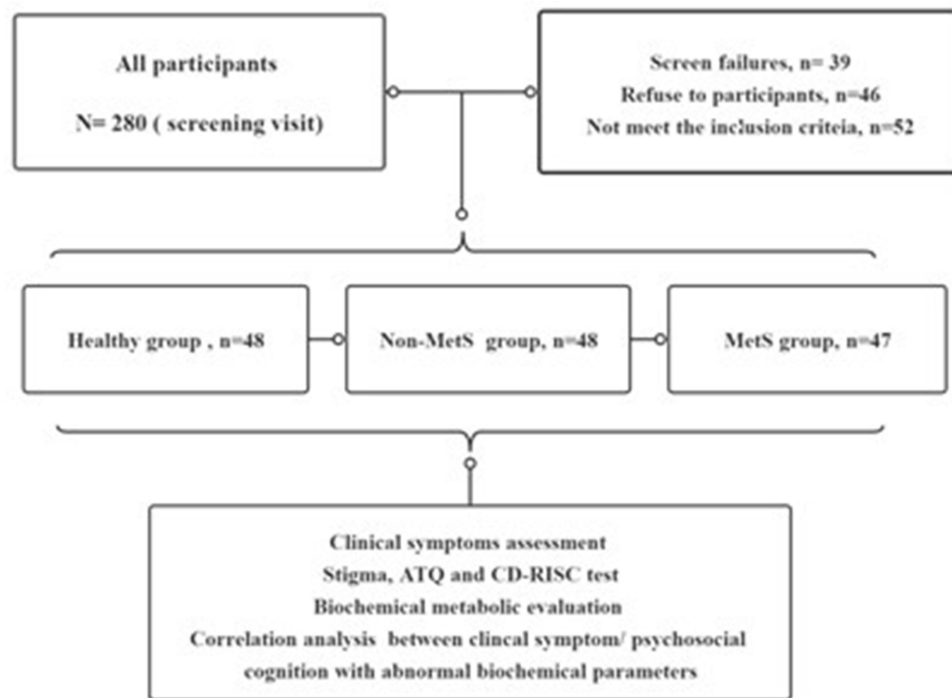 All participants
N= 280 ( screening visit)
Screen failures, n= 39
Refuse to participants, n=46
Not meet the inclusion criteia, n=52
Healthy group , n=48
Non-MetS group, n=48
MetS group, n=47
Clinical symptoms assessment
Stigma, ATQ and CD-RISC test
Biochemical metabolic evaluation
Correlation analysis between clincal symptom/ psychosocial
cognition with abnormal biochemical parameters